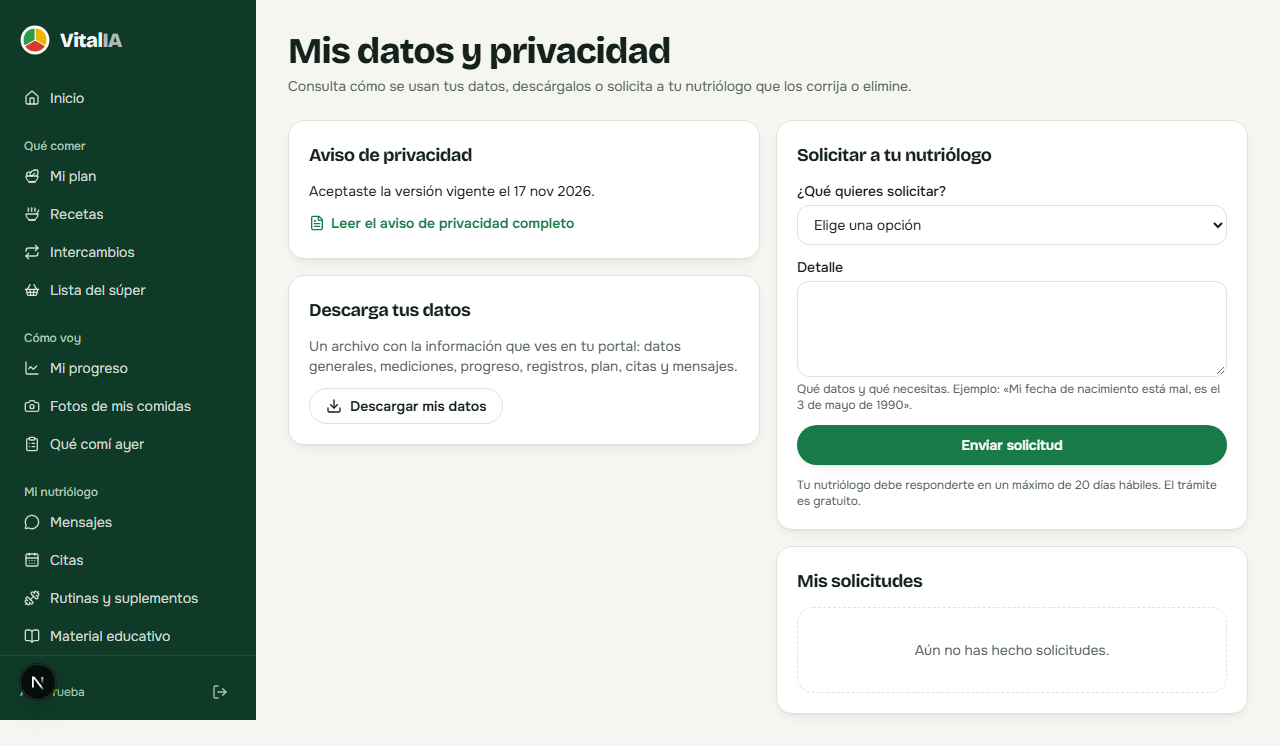 VitalIA
Inicio
Qué comer
Mi plan
Recetas
Intercambios
Lista del súper
Cómo voy
Mi progreso
Fotos de mis comidas
Qué comí ayer
Mi nutriólogo
Mensajes
Citas
Rutinas y suplementos
Material educativo
N
Mis datos y privacidad
Consulta cómo se usan tus datos, descárgalos o solicita a tu nutriólogo que los corrija o elimine.
Aviso de privacidad
Aceptaste la versión vigente el 17 nov 2026.
Leer el aviso de privacidad completo
Descarga tus datos
Un archivo con la información que ves en tu portal: datos
generales, mediciones, progreso, registros, plan, citas y mensajes.
Descargar mis datos
Solicitar a tu nutriólogo
¿Qué quieres solicitar?
Elige una opción
Detalle
Qué datos y qué necesitas. Ejemplo: «Mi fecha de nacimiento está mal, es el
3 de mayo de 1990».
Enviar solicitud
Tu nutriólogo debe responderte en un máximo de 20 días hábiles. El trámite
es gratuito.
Mis solicitudes
Aún no has hecho solicitudes.